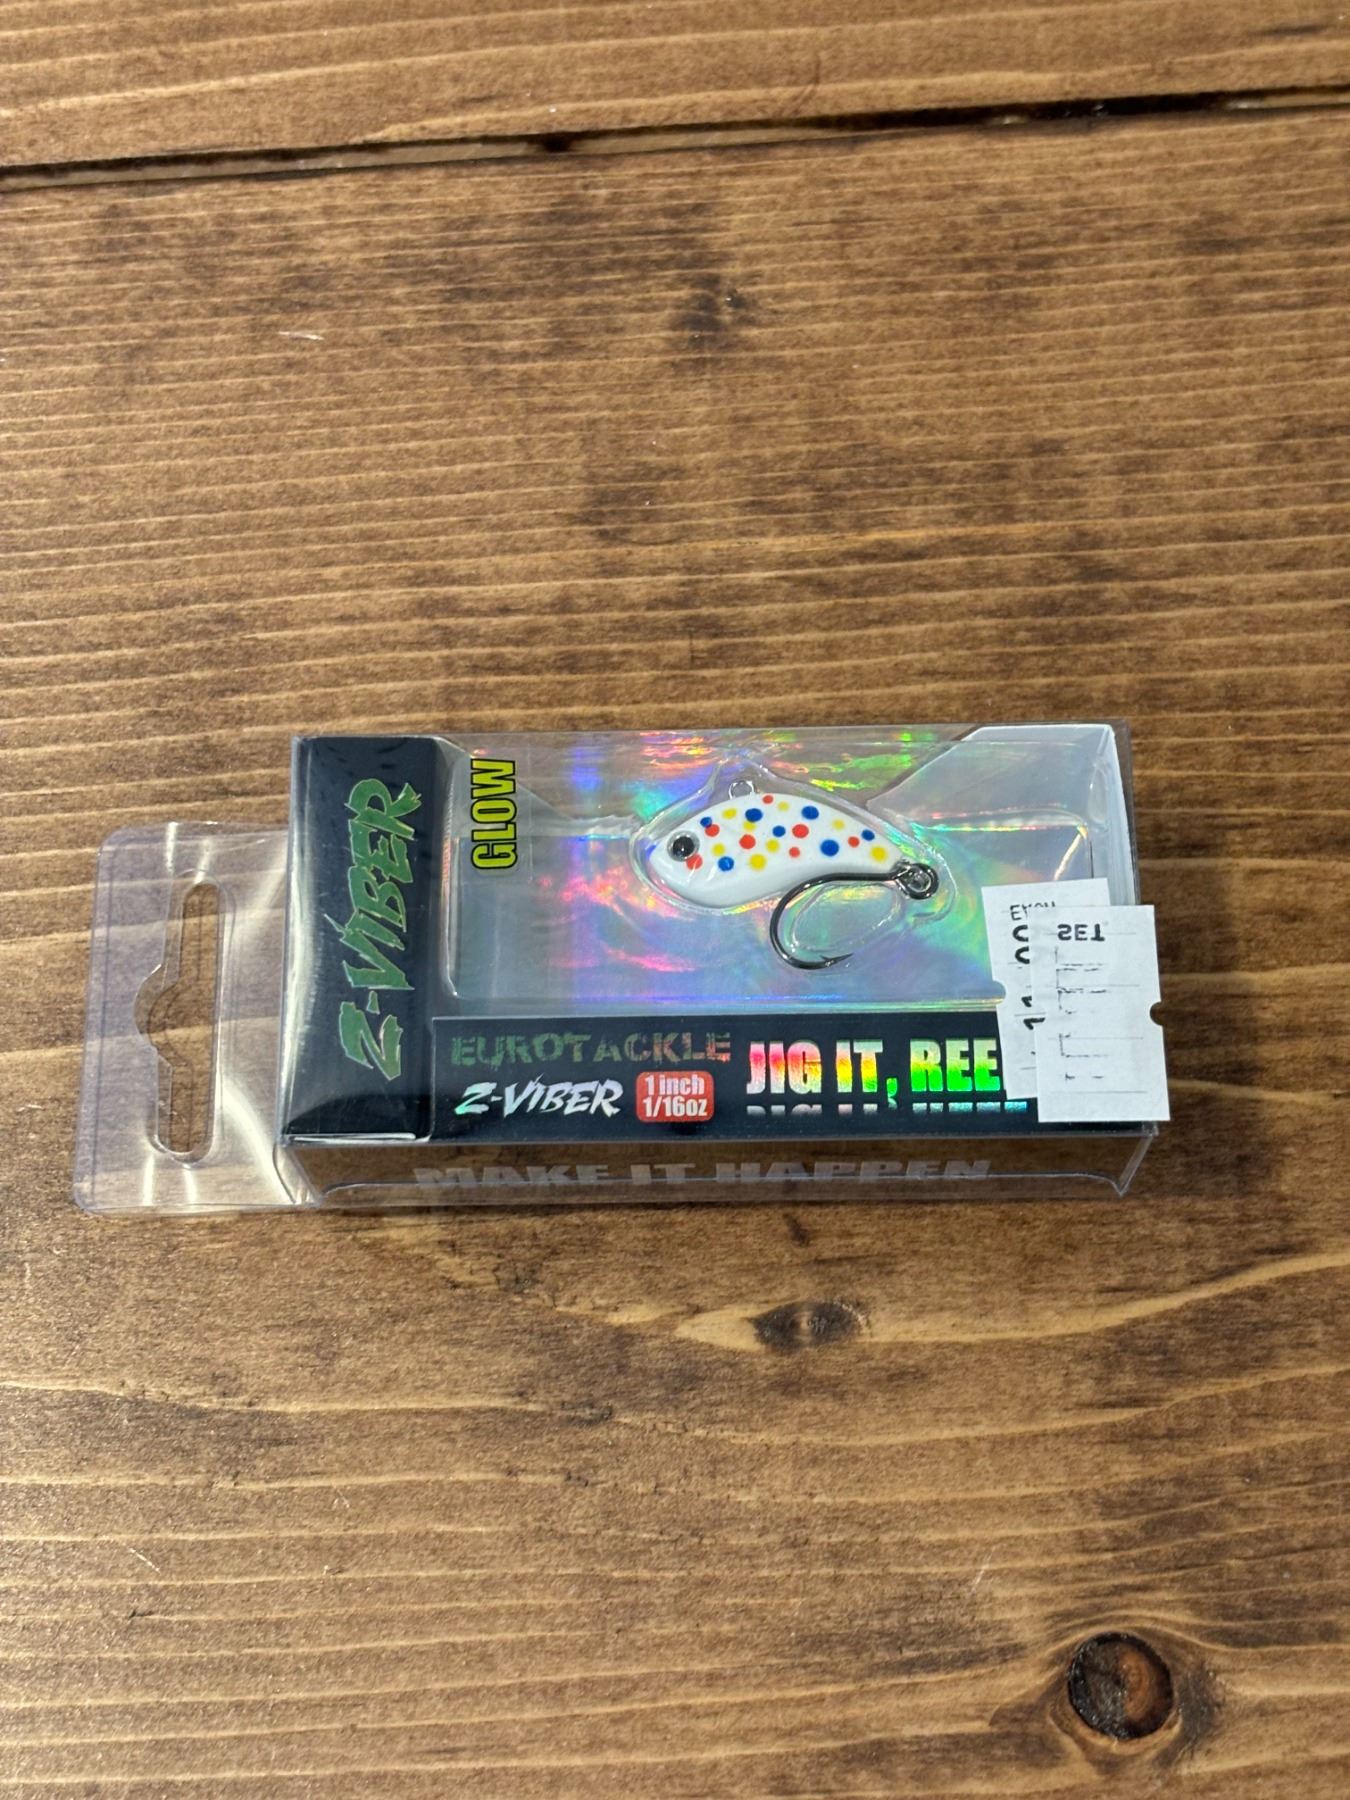 Z-VIBER
GLOW
EUROTACKLE
Z-VIBER
1 inch
1/16oz
JIG IT, REE
SET
MAKE IT HAPPEN